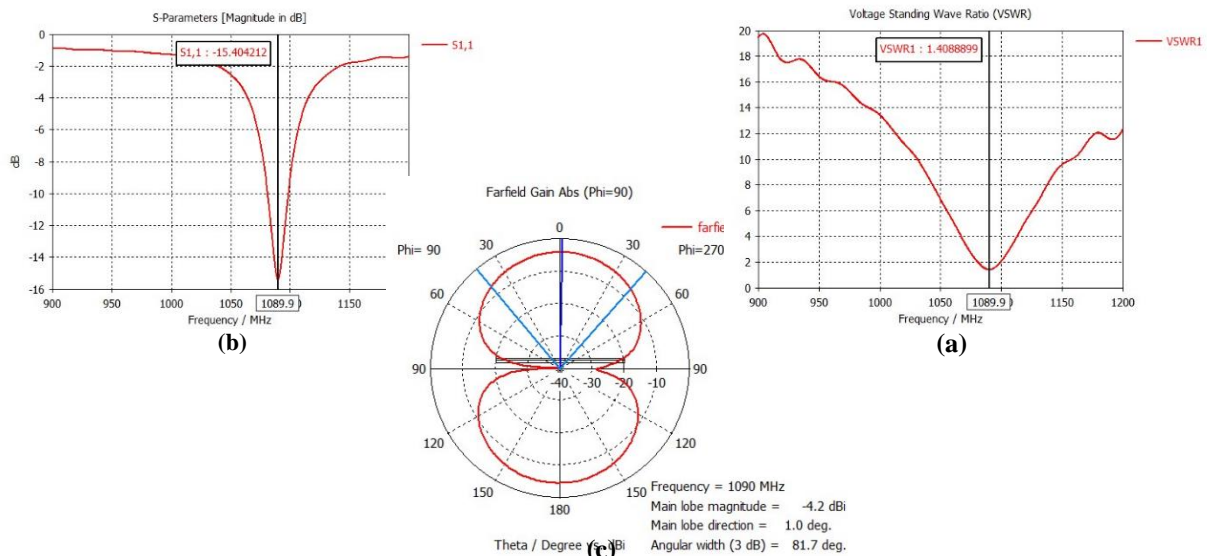 S-Parameters [Magnitude in dB]
0
-2
-4
-6
-8
-10
-12
-14
-16
dB
S1,1 : -15.404212
S1,1
900
950
1000
1050
1089.9
1150
Frequency / MHz
(b)
Voltage Standing Wave Ratio (VSWR)
20
18
16
14
12
10
8
6
4
2
0
VSWR1 : 1.4088899
VSWR1
900
950
1000
1050
1089.9
1150
1200
Frequency / MHz
(a)
Farfield Gain Abs (Phi=90)
farfie
Phi= 90
30
0
30
Phi=270
60
60
90
-40
-30
-20
-10
90
120
120
150
180
150
Theta / Degree vs. dBi
(c)
Frequency = 1090 MHz
Main lobe magnitude = -4.2 dBi
Main lobe direction = 1.0 deg.
Angular width (3 dB) = 81.7 deg.